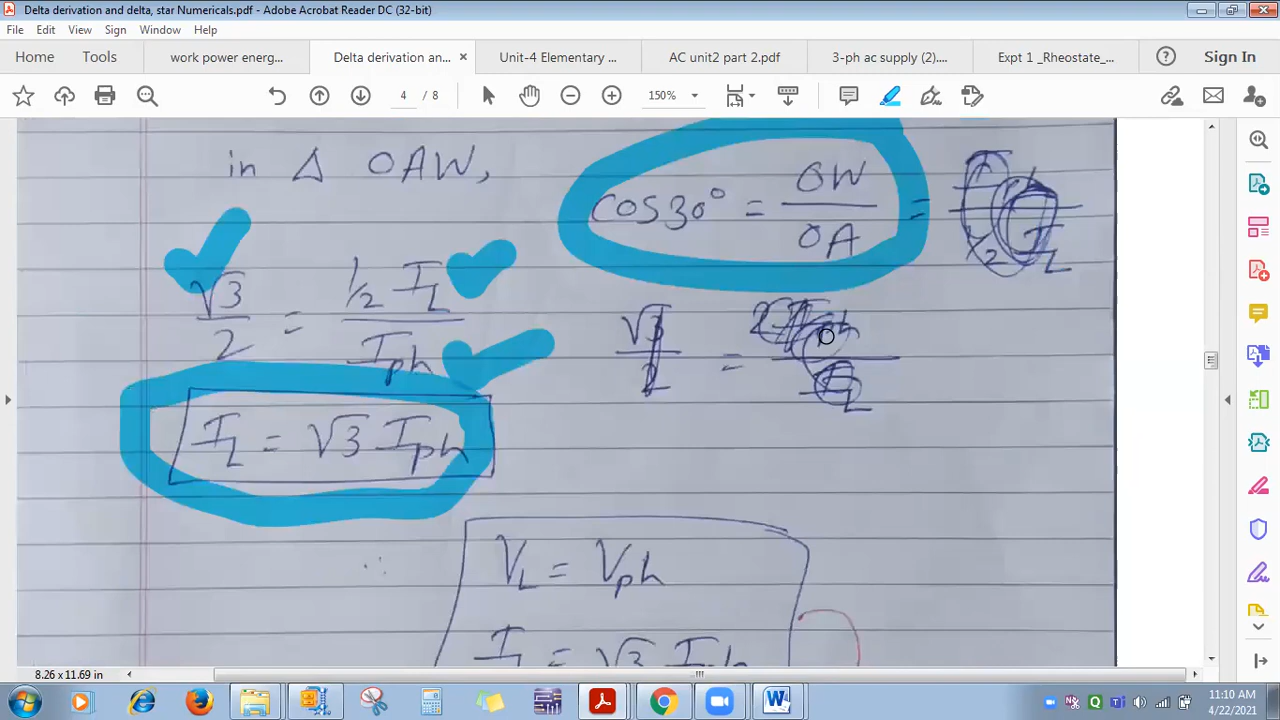 Delta derivation and delta, star Numericals.pdf - Adobe Acrobat Reader DC (32-bit)
File Edit View Sign Window Help
Home Tools work power energ... Delta derivation an... × Unit-4 Elementary ... AC unit2 part 2.pdf 3-ph ac supply (2).... Expt 1 _Rheostate_... Sign In
4 / 8 150%
in Δ OAW,
cos30° = OW / OA =
√3/2 = 1/2 IL / Iph
IL = √3 Iph
VL = Vph
IL = √3 Iph
8.26 x 11.69 in
11:10 AM
4/22/2021